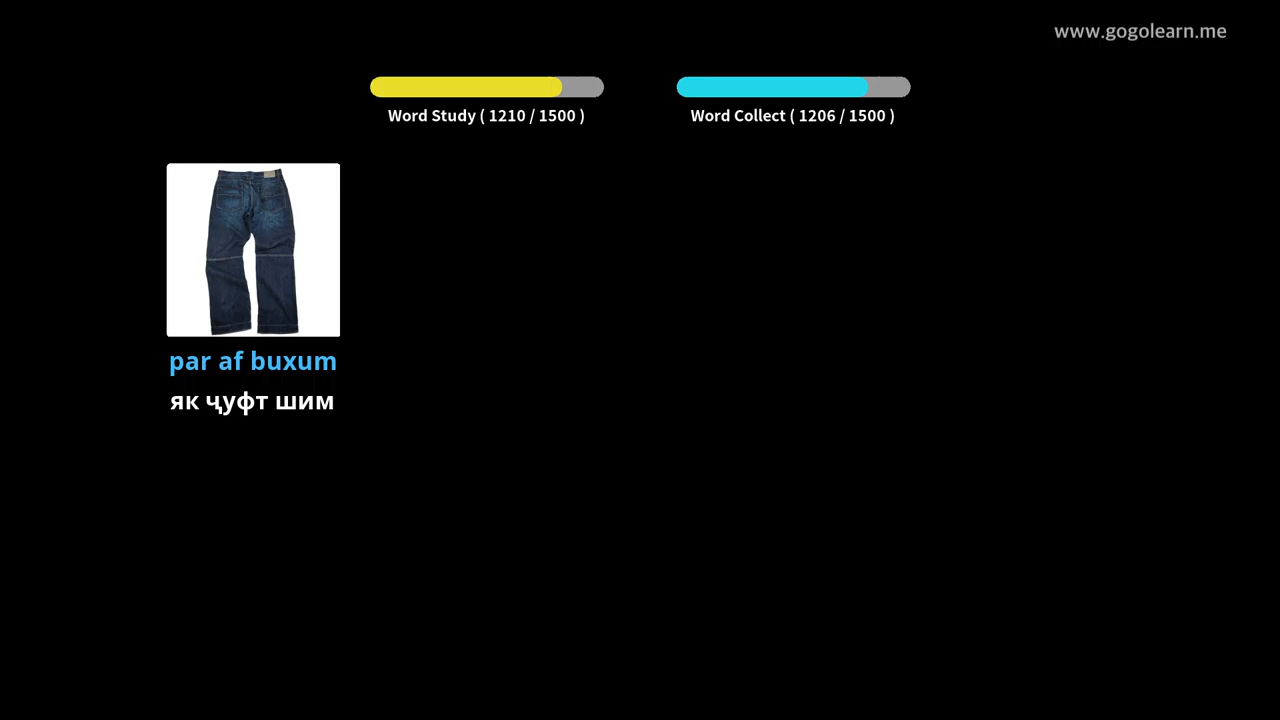 www.gogolearn.me
Word Study ( 1210 / 1500 )
Word Collect ( 1206 / 1500 )
par af buxum
як ҷуфт шим